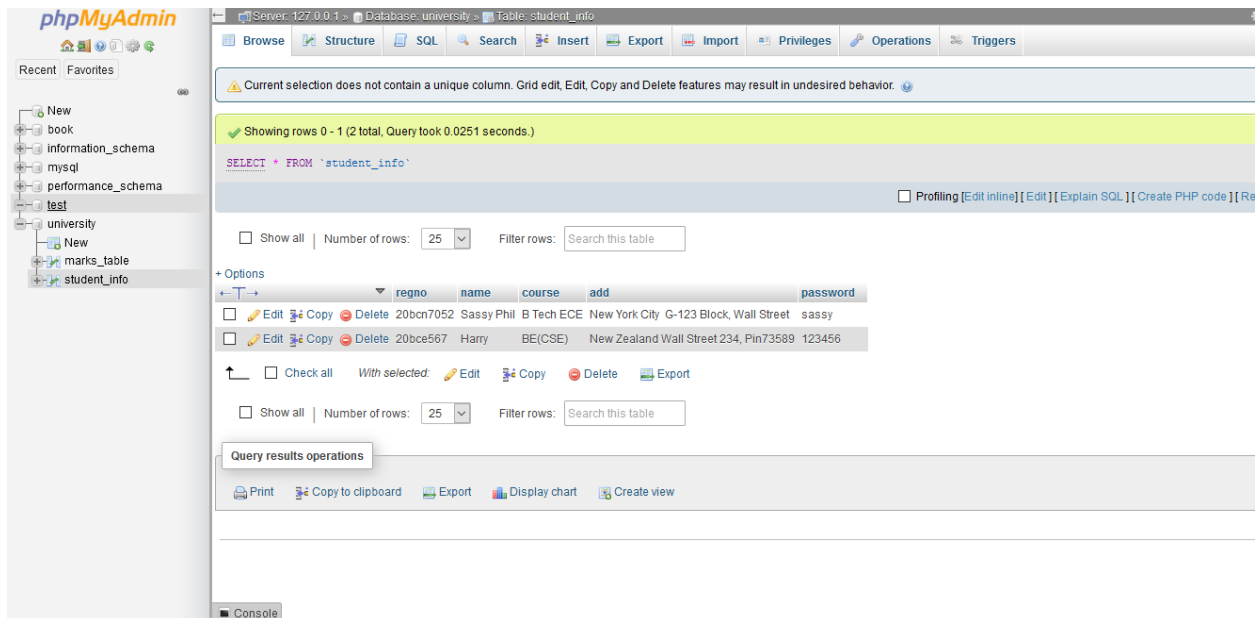 phpMyAdmin
Recent Favorites
New
book
information_schema
mysql
performance_schema
test
university
New
marks_table
student_info
Server: 127.0.0.1 » Database: university » Table: student_info
Browse Structure SQL Search Insert Export Import Privileges Operations Triggers
Current selection does not contain a unique column. Grid edit, Edit, Copy and Delete features may result in undesired behavior.
Showing rows 0 - 1 (2 total, Query took 0.0251 seconds.)
SELECT * FROM `student_info`
Profiling [Edit inline] [ Edit ] [ Explain SQL ] [ Create PHP code ] [ Re
Show all | Number of rows: 25 Filter rows: Search this table
+ Options
←T→ regno name course add password
Edit Copy Delete 20bcn7052 Sassy Phil B Tech ECE New York City G-123 Block, Wall Street sassy
Edit Copy Delete 20bce567 Harry BE(CSE) New Zealand Wall Street 234, Pin73589 123456
Check all With selected: Edit Copy Delete Export
Show all | Number of rows: 25 Filter rows: Search this table
Query results operations
Print Copy to clipboard Export Display chart Create view
Console